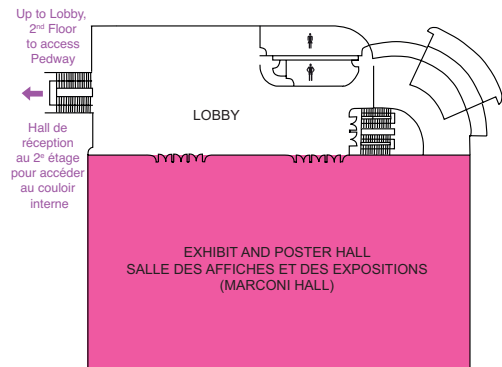 Up to Lobby,
2nd Floor
to access
Pedway
Hall de
réception
au 2e étage
pour accéder
au couloir
interne
LOBBY
EXHIBIT AND POSTER HALL
SALLE DES AFFICHES ET DES EXPOSITIONS
(MARCONI HALL)